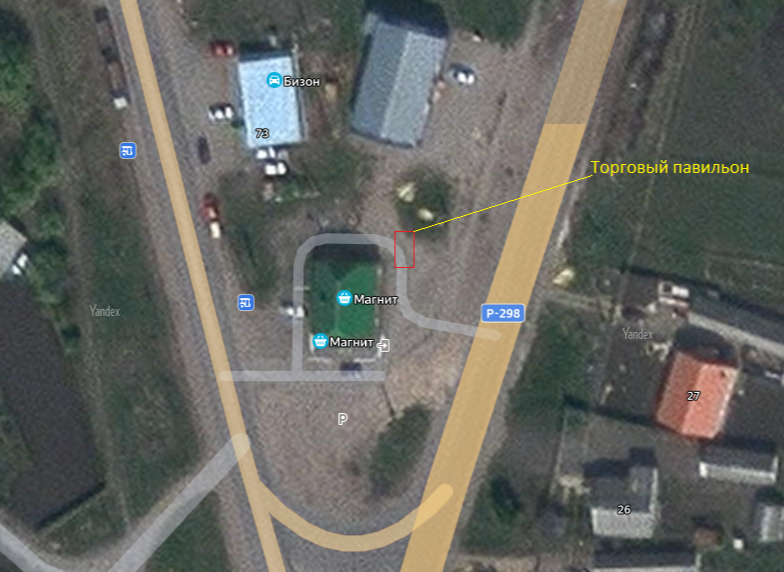 Бизон
73
Торговый павильон
Магнит
Р-298
Yandex
Yandex
Магнит
27
P
26